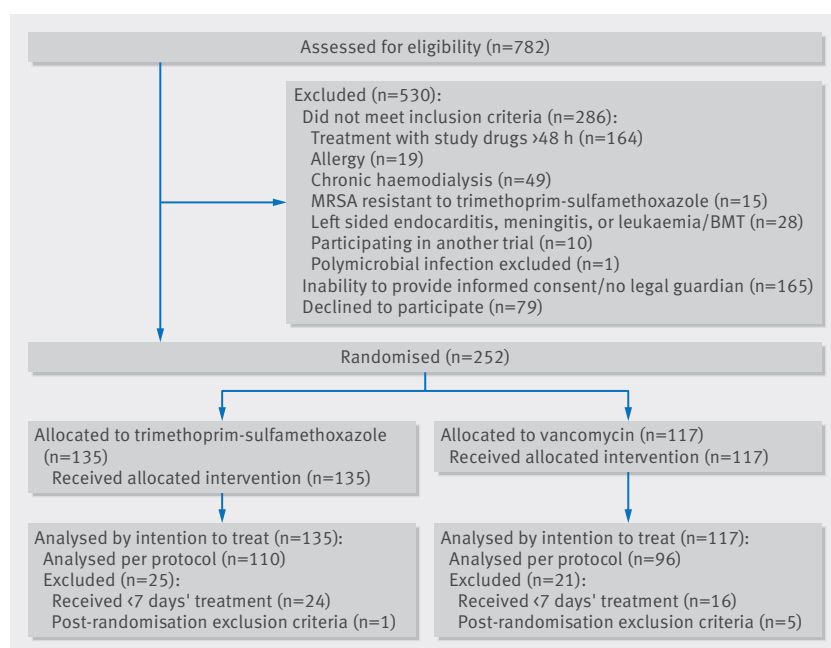 Assessed for eligibility (n=782)
Excluded (n=530):
Did not meet inclusion criteria (n=286):
Treatment with study drugs >48 h (n=164)
Allergy (n=19)
Chronic haemodialysis (n=49)
MRSA resistant to trimethoprim-sulfamethoxazole (n=15)
Left sided endocarditis, meningitis, or leukaemia/BMT (n=28)
Participating in another trial (n=10)
Polymicrobial infection excluded (n=1)
Inability to provide informed consent/no legal guardian (n=165)
Declined to participate (n=79)
Randomised (n=252)
Allocated to trimethoprim-sulfamethoxazole
(n=135)
Received allocated intervention (n=135)
Allocated to vancomycin (n=117)
Received allocated intervention (n=117)
Analysed by intention to treat (n=135):
Analysed per protocol (n=110)
Excluded (n=25):
Received <7 days' treatment (n=24)
Post-randomisation exclusion criteria (n=1)
Analysed by intention to treat (n=117):
Analysed per protocol (n=96)
Excluded (n=21):
Received <7 days' treatment (n=16)
Post-randomisation exclusion criteria (n=5)